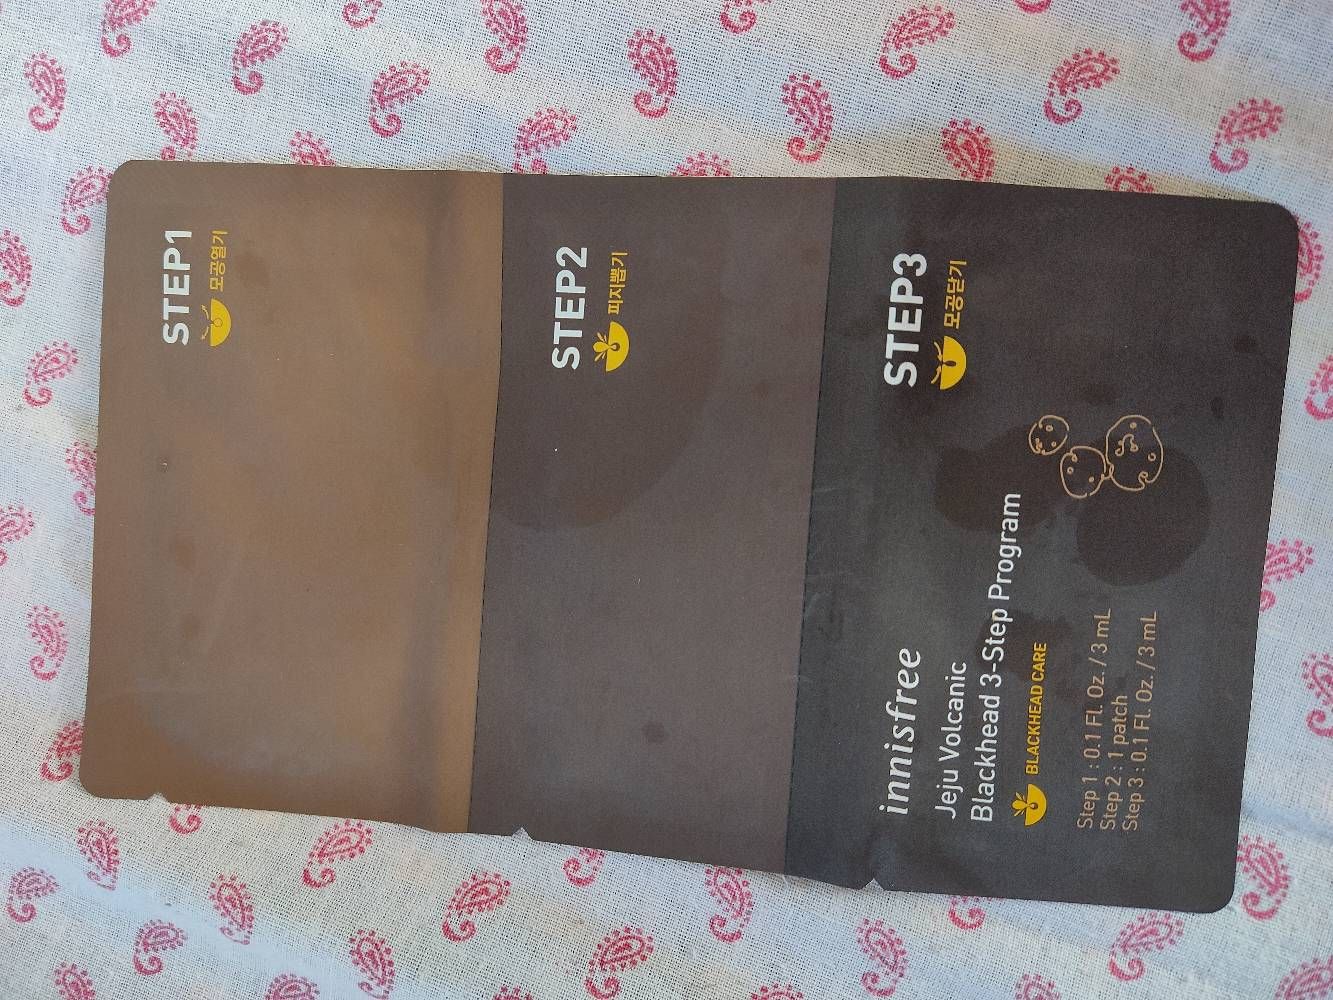 STEP1
모공열기
STEP2
피지뽑기
STEP3
모공닫기
innisfree
Jeju Volcanic
Blackhead 3-Step Program
BLACKHEAD CARE
Step 1 : 0.1 Fl. Oz. / 3 mL
Step 2 : 1 patch
Step 3 : 0.1 Fl. Oz. / 3 mL